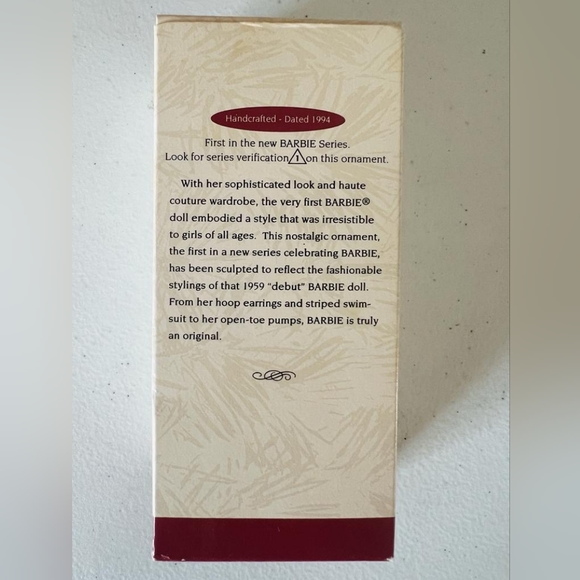 Handcrafted - Dated 1994
First in the new BARBIE Series.
Look for series verification 1 on this ornament.
With her sophisticated look and haute
couture wardrobe, the very first BARBIE®
doll embodied a style that was irresistible
to girls of all ages. This nostalgic ornament,
the first in a new series celebrating BARBIE,
has been sculpted to reflect the fashionable
stylings of that 1959 "debut" BARBIE doll.
From her hoop earrings and striped swim-
suit to her open-toe pumps, BARBIE is truly
an original.